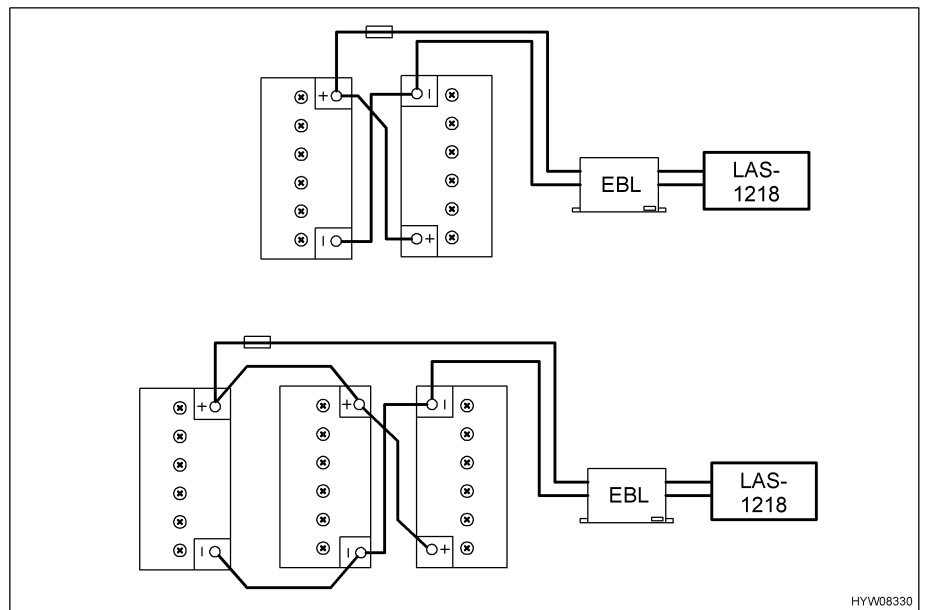 +
I
I
+
EBL
LAS-
1218
+
+
I
I
I
+
EBL
LAS-
1218
HYW08330